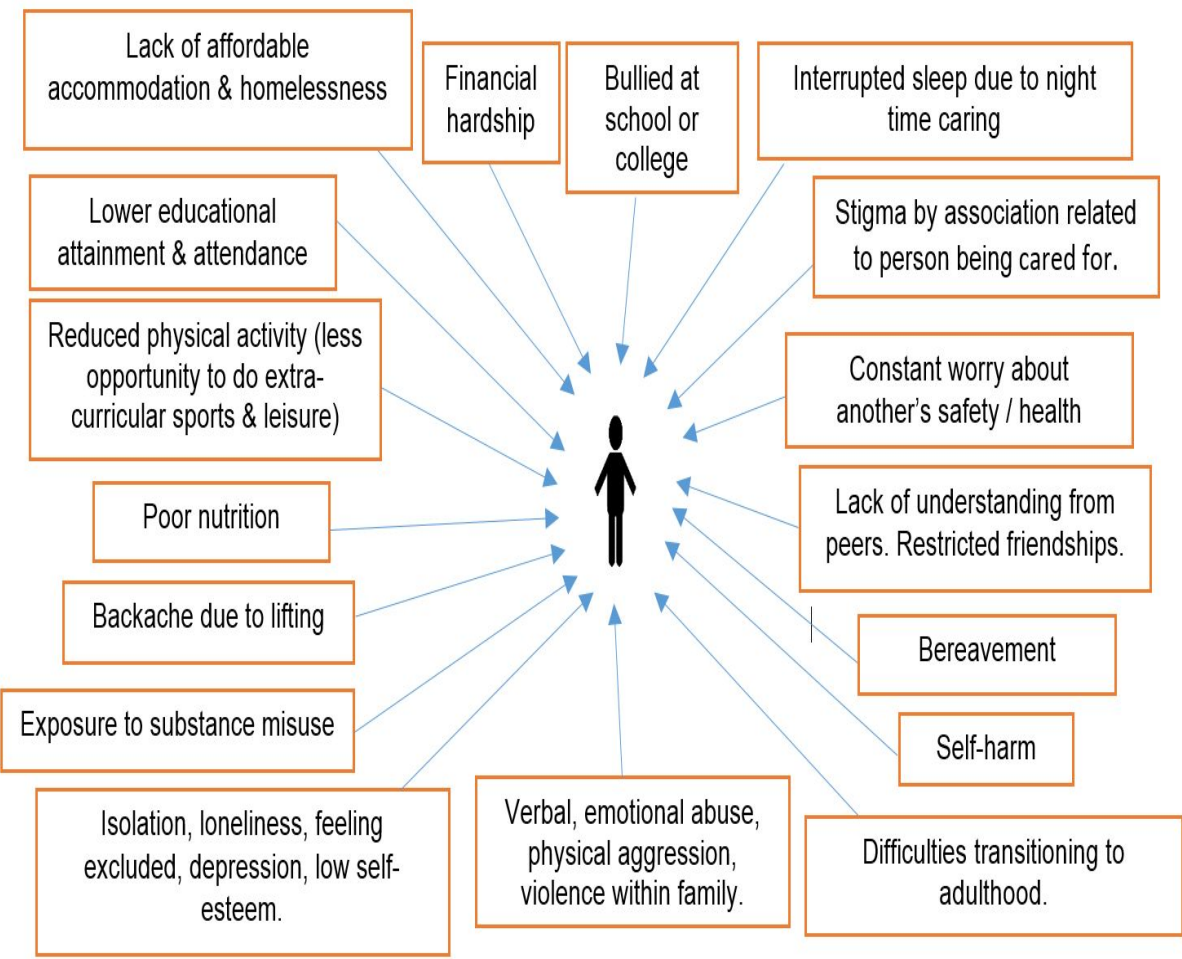 Lack of affordable
accommodation & homelessness
Financial
hardship
Bullied at
school or
college
Interrupted sleep due to night
time caring
Lower educational
attainment & attendance
Stigma by association related
to person being cared for.
Reduced physical activity (less
opportunity to do extra-
curricular sports & leisure)
Constant worry about
another’s safety / health
Poor nutrition
Lack of understanding from
peers. Restricted friendships.
Backache due to lifting
Bereavement
Exposure to substance misuse
Self-harm
Isolation, loneliness, feeling
excluded, depression, low self-
esteem.
Verbal, emotional abuse,
physical aggression,
violence within family.
Difficulties transitioning to
adulthood.